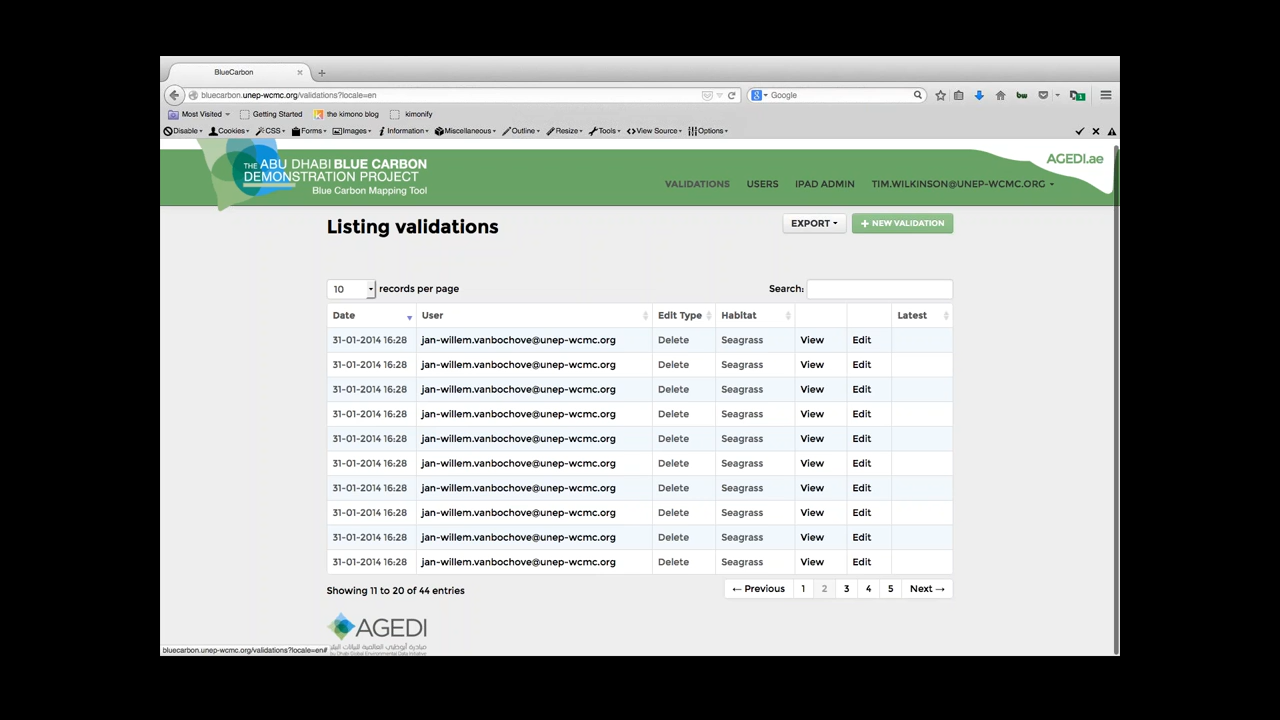 BlueCarbon
bluecarbon.unep-wcmc.org/validations?locale=en
Google
Most Visited
Getting Started
the kimono blog
kimonify
Disable Cookies CSS Forms Images Information Miscellaneous Outline Resize Tools View Source Options
THE ABU DHABI BLUE CARBON
DEMONSTRATION PROJECT
Blue Carbon Mapping Tool
AGEDI.ae
VALIDATIONS USERS IPAD ADMIN TIM.WILKINSON@UNEP-WCMC.ORG
Listing validations
EXPORT
+ NEW VALIDATION
10 records per page
Search:
Date User Edit Type Habitat Latest
31-01-2014 16:28 jan-willem.vanbochove@unep-wcmc.org Delete Seagrass View Edit
31-01-2014 16:28 jan-willem.vanbochove@unep-wcmc.org Delete Seagrass View Edit
31-01-2014 16:28 jan-willem.vanbochove@unep-wcmc.org Delete Seagrass View Edit
31-01-2014 16:28 jan-willem.vanbochove@unep-wcmc.org Delete Seagrass View Edit
31-01-2014 16:28 jan-willem.vanbochove@unep-wcmc.org Delete Seagrass View Edit
31-01-2014 16:28 jan-willem.vanbochove@unep-wcmc.org Delete Seagrass View Edit
31-01-2014 16:28 jan-willem.vanbochove@unep-wcmc.org Delete Seagrass View Edit
31-01-2014 16:28 jan-willem.vanbochove@unep-wcmc.org Delete Seagrass View Edit
31-01-2014 16:28 jan-willem.vanbochove@unep-wcmc.org Delete Seagrass View Edit
31-01-2014 16:28 jan-willem.vanbochove@unep-wcmc.org Delete Seagrass View Edit
Showing 11 to 20 of 44 entries
← Previous 1 2 3 4 5 Next →
AGEDI
bluecarbon.unep-wcmc.org/validations?locale=en#